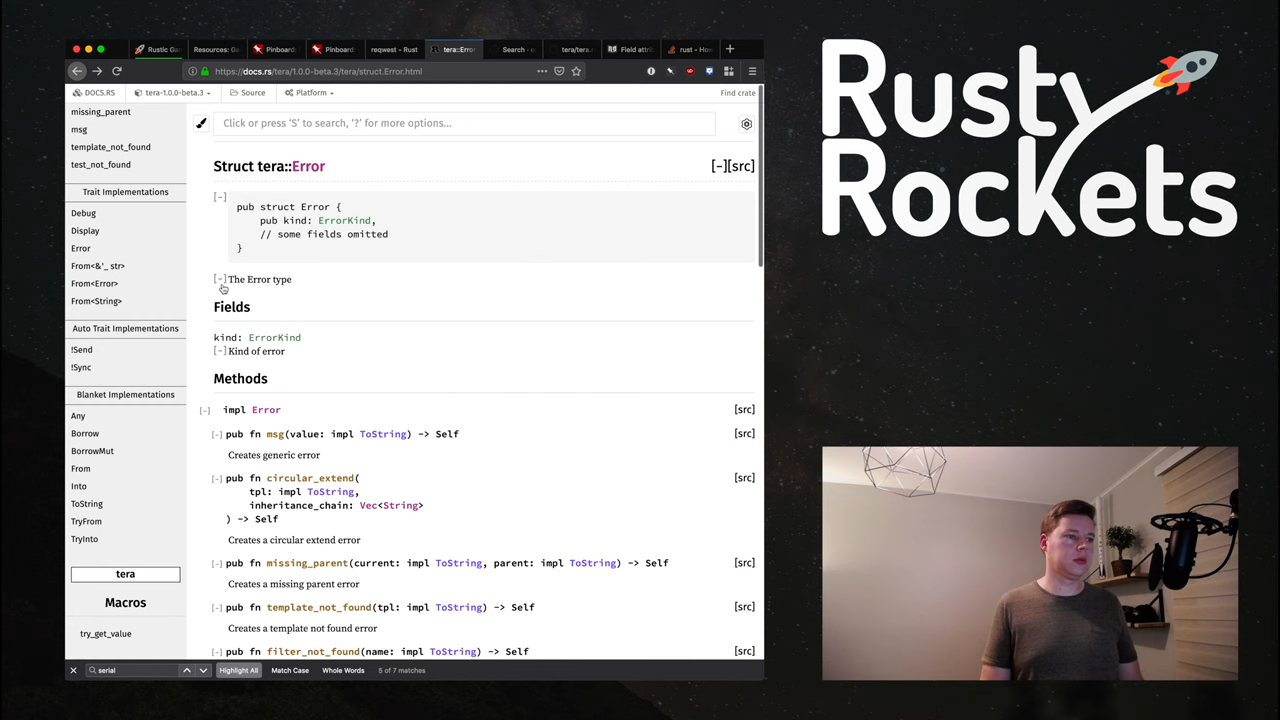 Rustic Ga
Resources: Ga
Pinboard:
Pinboard
reqwest - Rust
tera::Erro
Search ·
tera/tera.r
Field attri
rust - How
https://docs.rs/tera/1.0.0-beta.3/tera/struct.Error.html
DOCS.RS
tera-1.0.0-beta.3
Source
Platform
Find crate
missing_parent
msg
template_not_found
test_not_found
Trait Implementations
Debug
Display
Error
From<&'_ str>
From<Error>
From<String>
Auto Trait Implementations
!Send
!Sync
Blanket Implementations
Any
Borrow
BorrowMut
From
Into
ToString
TryFrom
TryInto
tera
Macros
try_get_value
Click or press ‘S’ to search, ‘?’ for more options…
Struct tera::Error
[-][src]
[-]
pub struct Error {
pub kind: ErrorKind,
// some fields omitted
}
[-] The Error type
Fields
kind: ErrorKind
[-] Kind of error
Methods
[-] impl Error [src]
[-] pub fn msg(value: impl ToString) -> Self [src]
Creates generic error
[-] pub fn circular_extend( [src]
tpl: impl ToString,
inheritance_chain: Vec<String>
) -> Self
Creates a circular extend error
[-] pub fn missing_parent(current: impl ToString, parent: impl ToString) -> Self [src]
Creates a missing parent error
[-] pub fn template_not_found(tpl: impl ToString) -> Self [src]
Creates a template not found error
[-] pub fn filter_not_found(name: impl ToString) -> Self [src]
serial
Highlight All
Match Case
Whole Words
5 of 7 matches
Rusty
Rockets